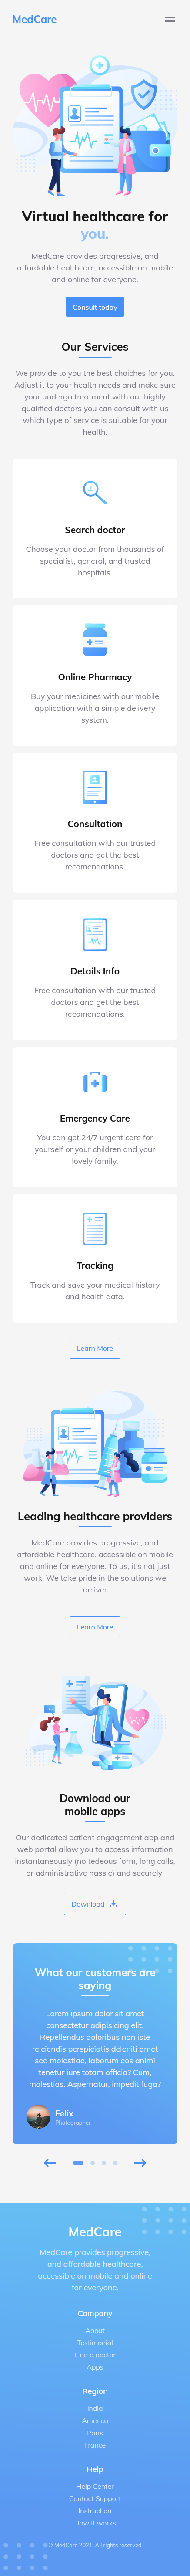 MedCare
Virtual healthcare for
you.
MedCare provides progressive, and
affordable healthcare, accessible on mobile
and online for everyone.
Consult today
Our Services
We provide to you the best choiches for you.
Adjust it to your health needs and make sure
your undergo treatment with our highly
qualified doctors you can consult with us
which type of service is suitable for your
health.
Search doctor
Choose your doctor from thousands of
specialist, general, and trusted
hospitals.
Online Pharmacy
Buy your medicines with our mobile
application with a simple delivery
system.
Consultation
Free consultation with our trusted
doctors and get the best
recomendations.
Details Info
Free consultation with our trusted
doctors and get the best
recomendations.
Emergency Care
You can get 24/7 urgent care for
yourself or your children and your
lovely family.
Tracking
Track and save your medical history
and health data.
Learn More
Leading healthcare providers
MedCare provides progressive, and
affordable healthcare, accessible on mobile
and online for everyone. To us, it's not just
work. We take pride in the solutions we
deliver
Learn More
Download our
mobile apps
Our dedicated patient engagement app and
web portal allow you to access information
instantaneously (no tedeous form, long calls,
or administrative hassle) and securely.
Download
What our customers are
saying
Lorem ipsum dolor sit amet
consectetur adipisicing elit.
Repellendus doloribus non iste
reiciendis perspiciatis deleniti amet
sed molestiae, laborum eos animi
tenetur iure totam officia? Cum,
molestias. Aspernatur, impedit fuga?
Felix
Photographer
MedCare
MedCare provides progressive,
and affordable healthcare,
accessible on mobile and online
for everyone.
Company
About
Testimonial
Find a doctor
Apps
Region
India
America
Paris
France
Help
Help Center
Contact Support
Instruction
How it works
© MedCare 2021. All rights reserved